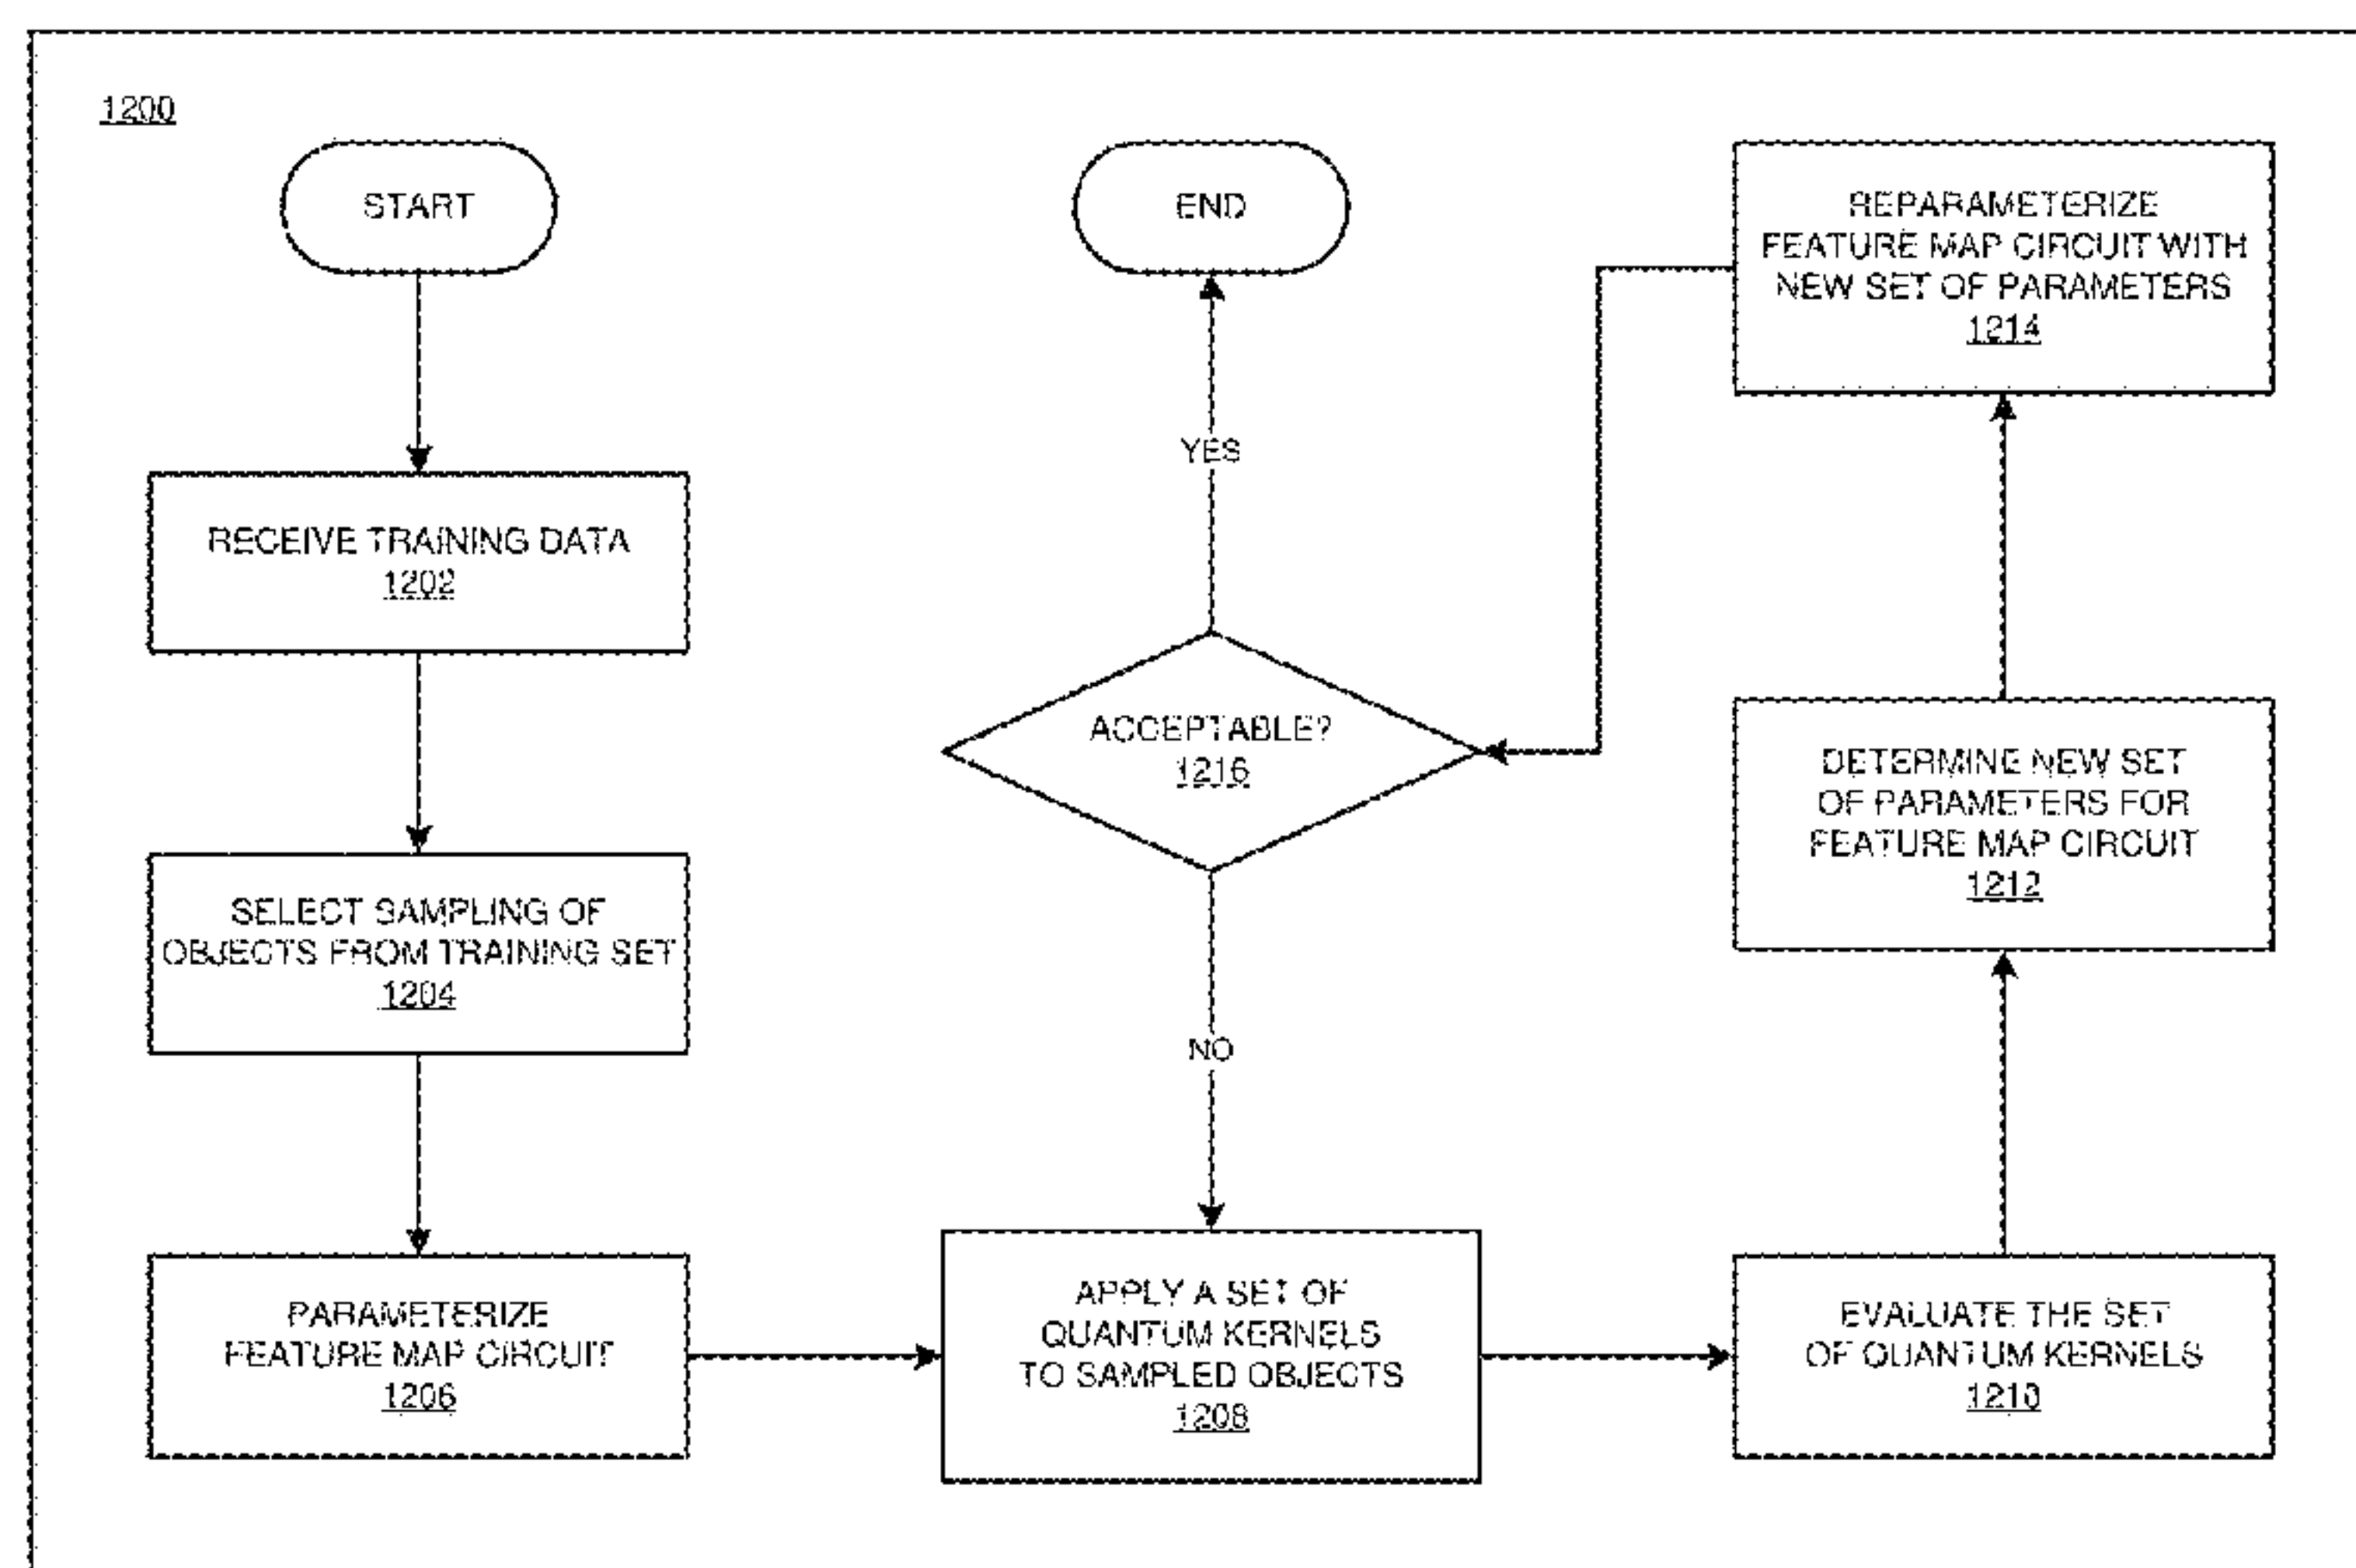 1200
START
RECEIVE TRAINING DATA
1202
SELECT SAMPLING OF
OBJECTS FROM TRAINING SET
1204
PARAMETERIZE
FEATURE MAP CIRCUIT
1206
END
YES
ACCEPTABLE?
1216
NO
APPLY A SET OF
QUANTUM KERNELS
TO SAMPLED OBJECTS
1208
REPARAMETERIZE
FEATURE MAP CIRCUIT WITH
NEW SET OF PARAMETERS
1214
DETERMINE NEW SET
OF PARAMETERS FOR
FEATURE MAP CIRCUIT
1212
EVALUATE THE SET
OF QUANTUM KERNELS
1210